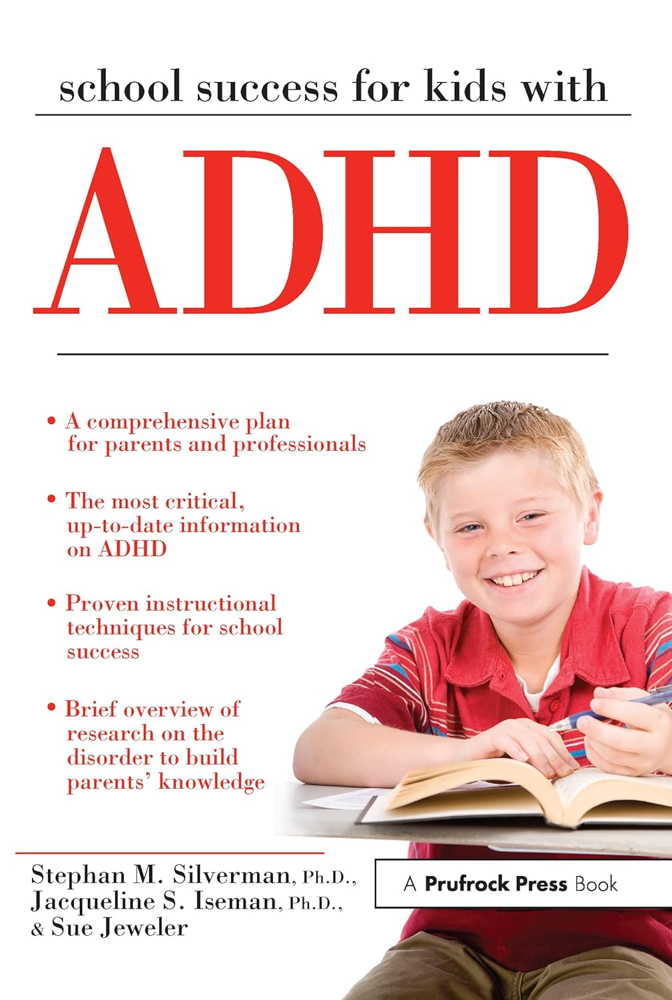 school success for kids with
ADHD
• A comprehensive plan
for parents and professionals
• The most critical,
up-to-date information
on ADHD
• Proven instructional
techniques for school
success
• Brief overview of
research on the
disorder to build
parents’ knowledge
Stephan M. Silverman, Ph.D.,
Jacqueline S. Iseman, Ph.D.,
& Sue Jeweler
A Prufrock Press Book